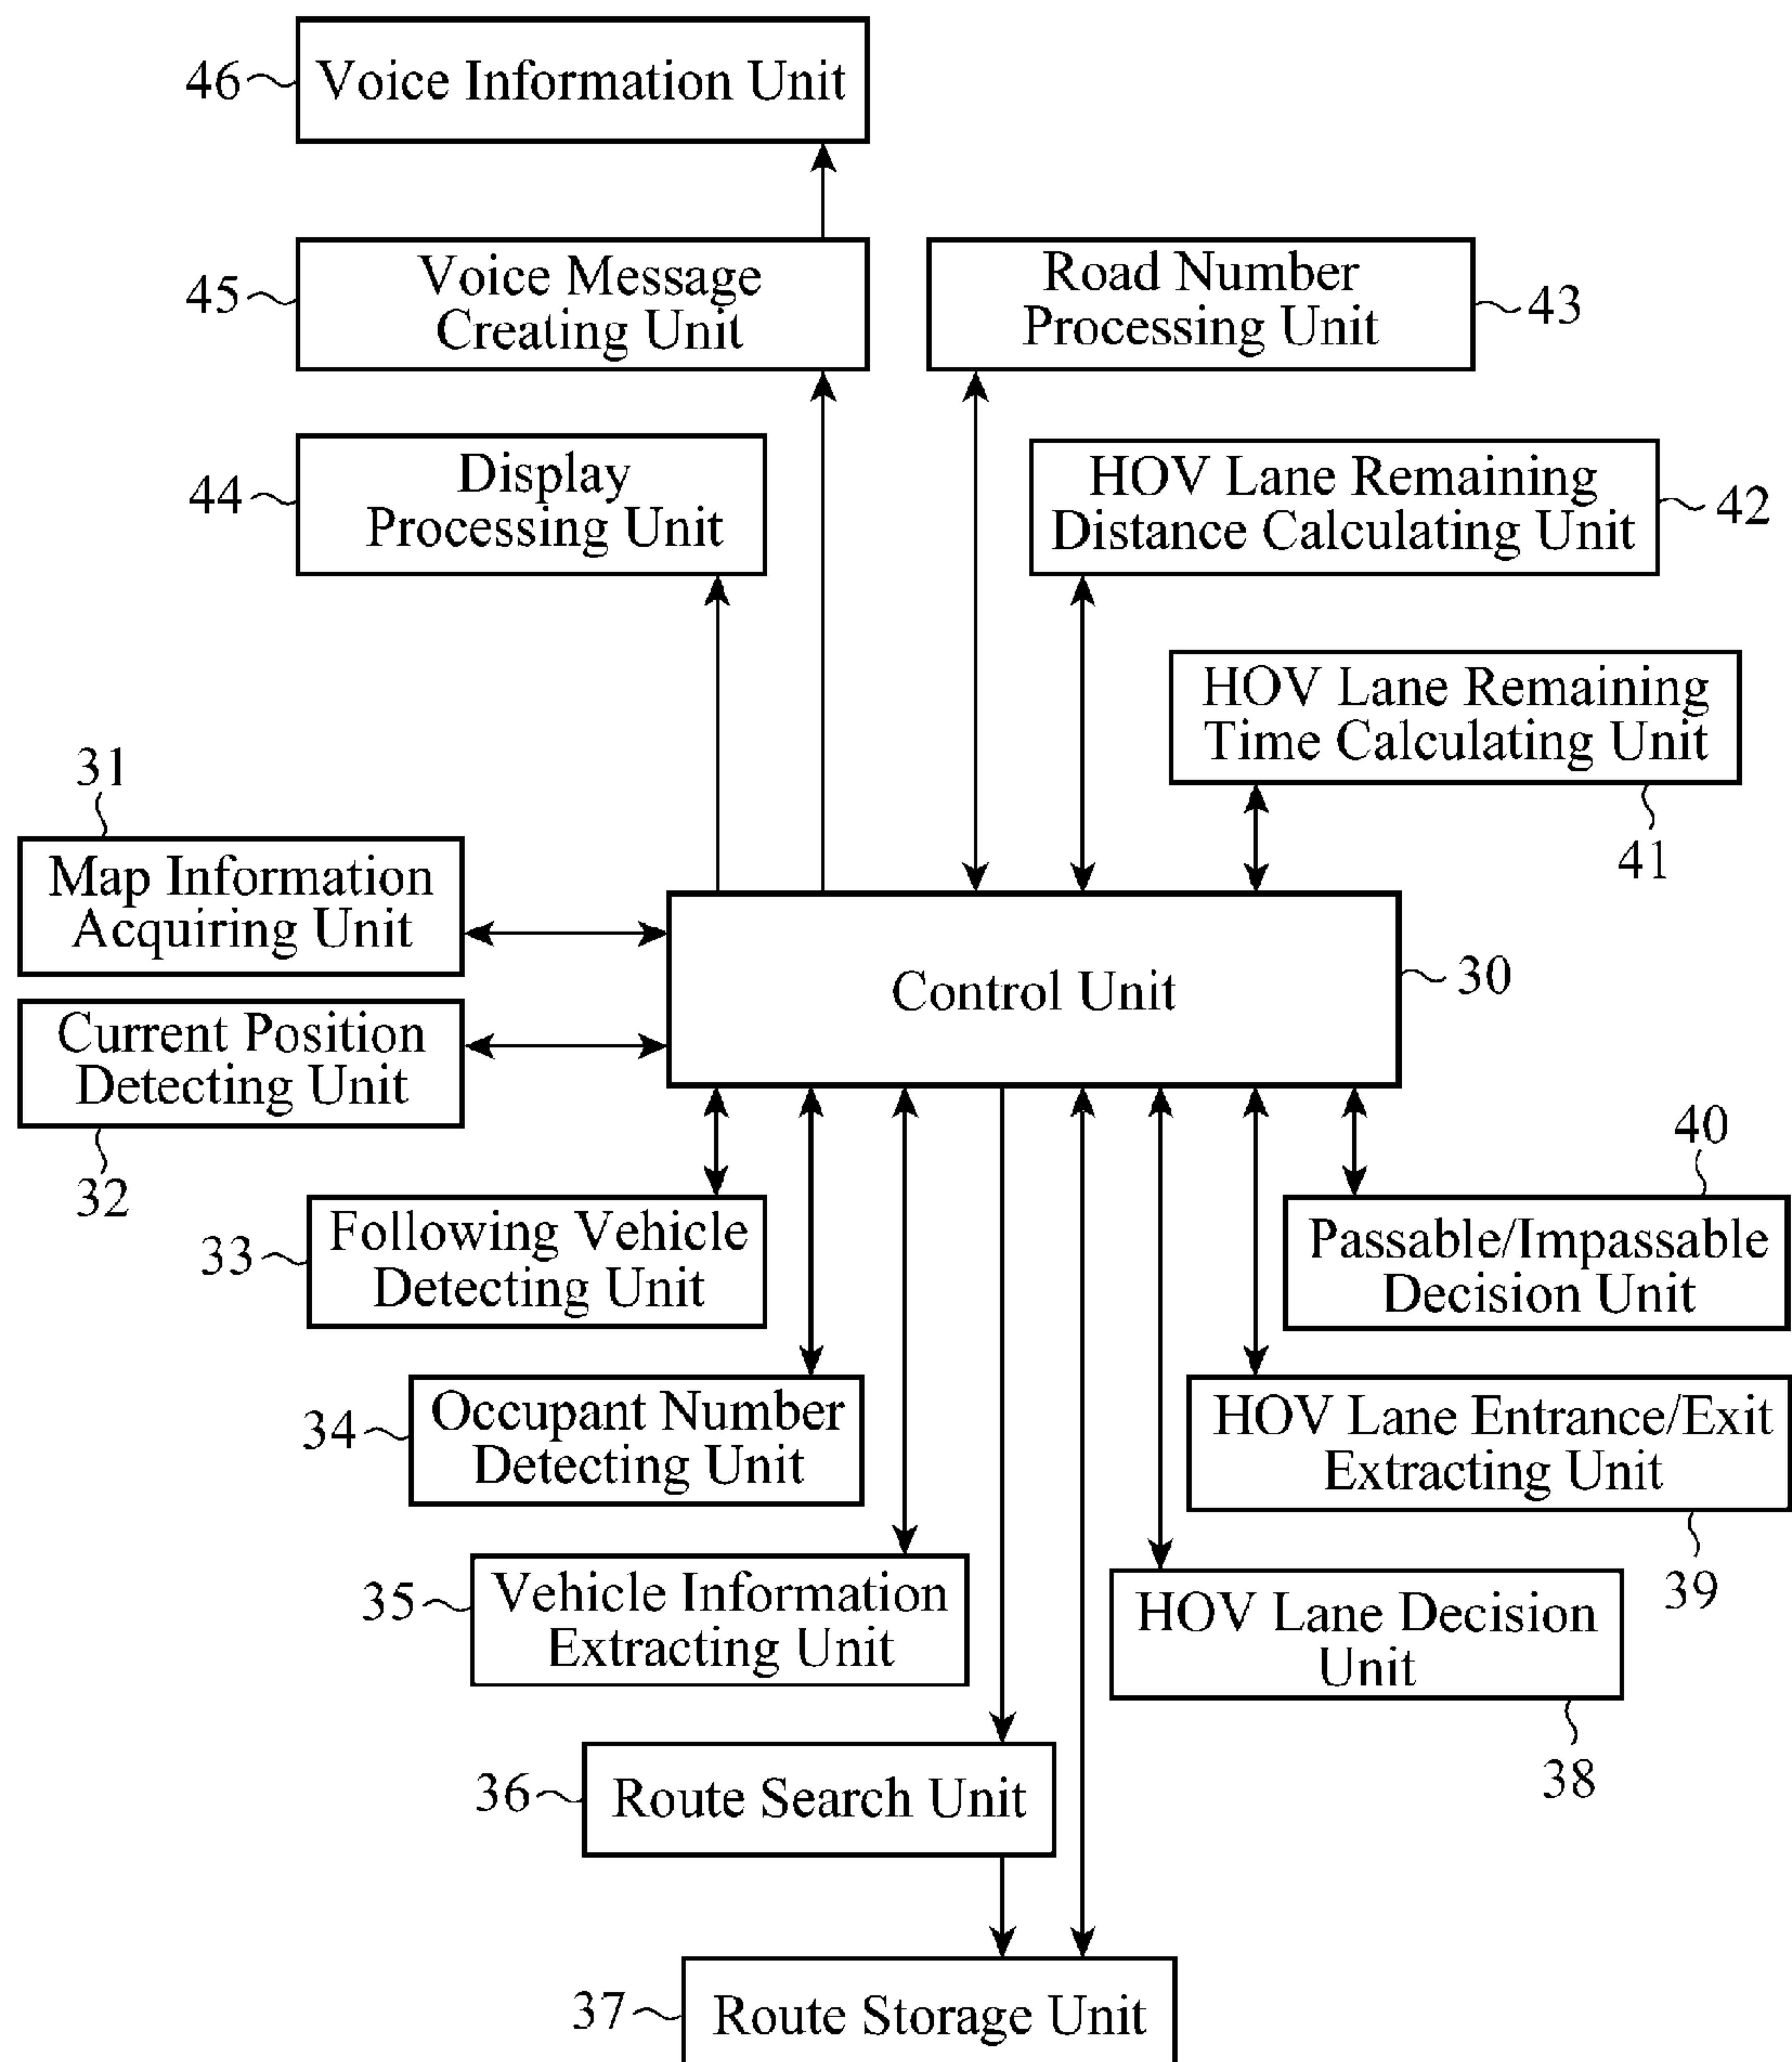 46
Voice Information Unit
45
Voice Message
Creating Unit
Road Number
Processing Unit
43
44
Display
Processing Unit
HOV Lane Remaining
Distance Calculating Unit
42
HOV Lane Remaining
Time Calculating Unit
41
31
Map Information
Acquiring Unit
Control Unit
30
Current Position
Detecting Unit
32
40
33
Following Vehicle
Detecting Unit
Passable/Impassable
Decision Unit
34
Occupant Number
Detecting Unit
HOV Lane Entrance/Exit
Extracting Unit
39
35
Vehicle Information
Extracting Unit
HOV Lane Decision
Unit
38
36
Route Search Unit
37
Route Storage Unit